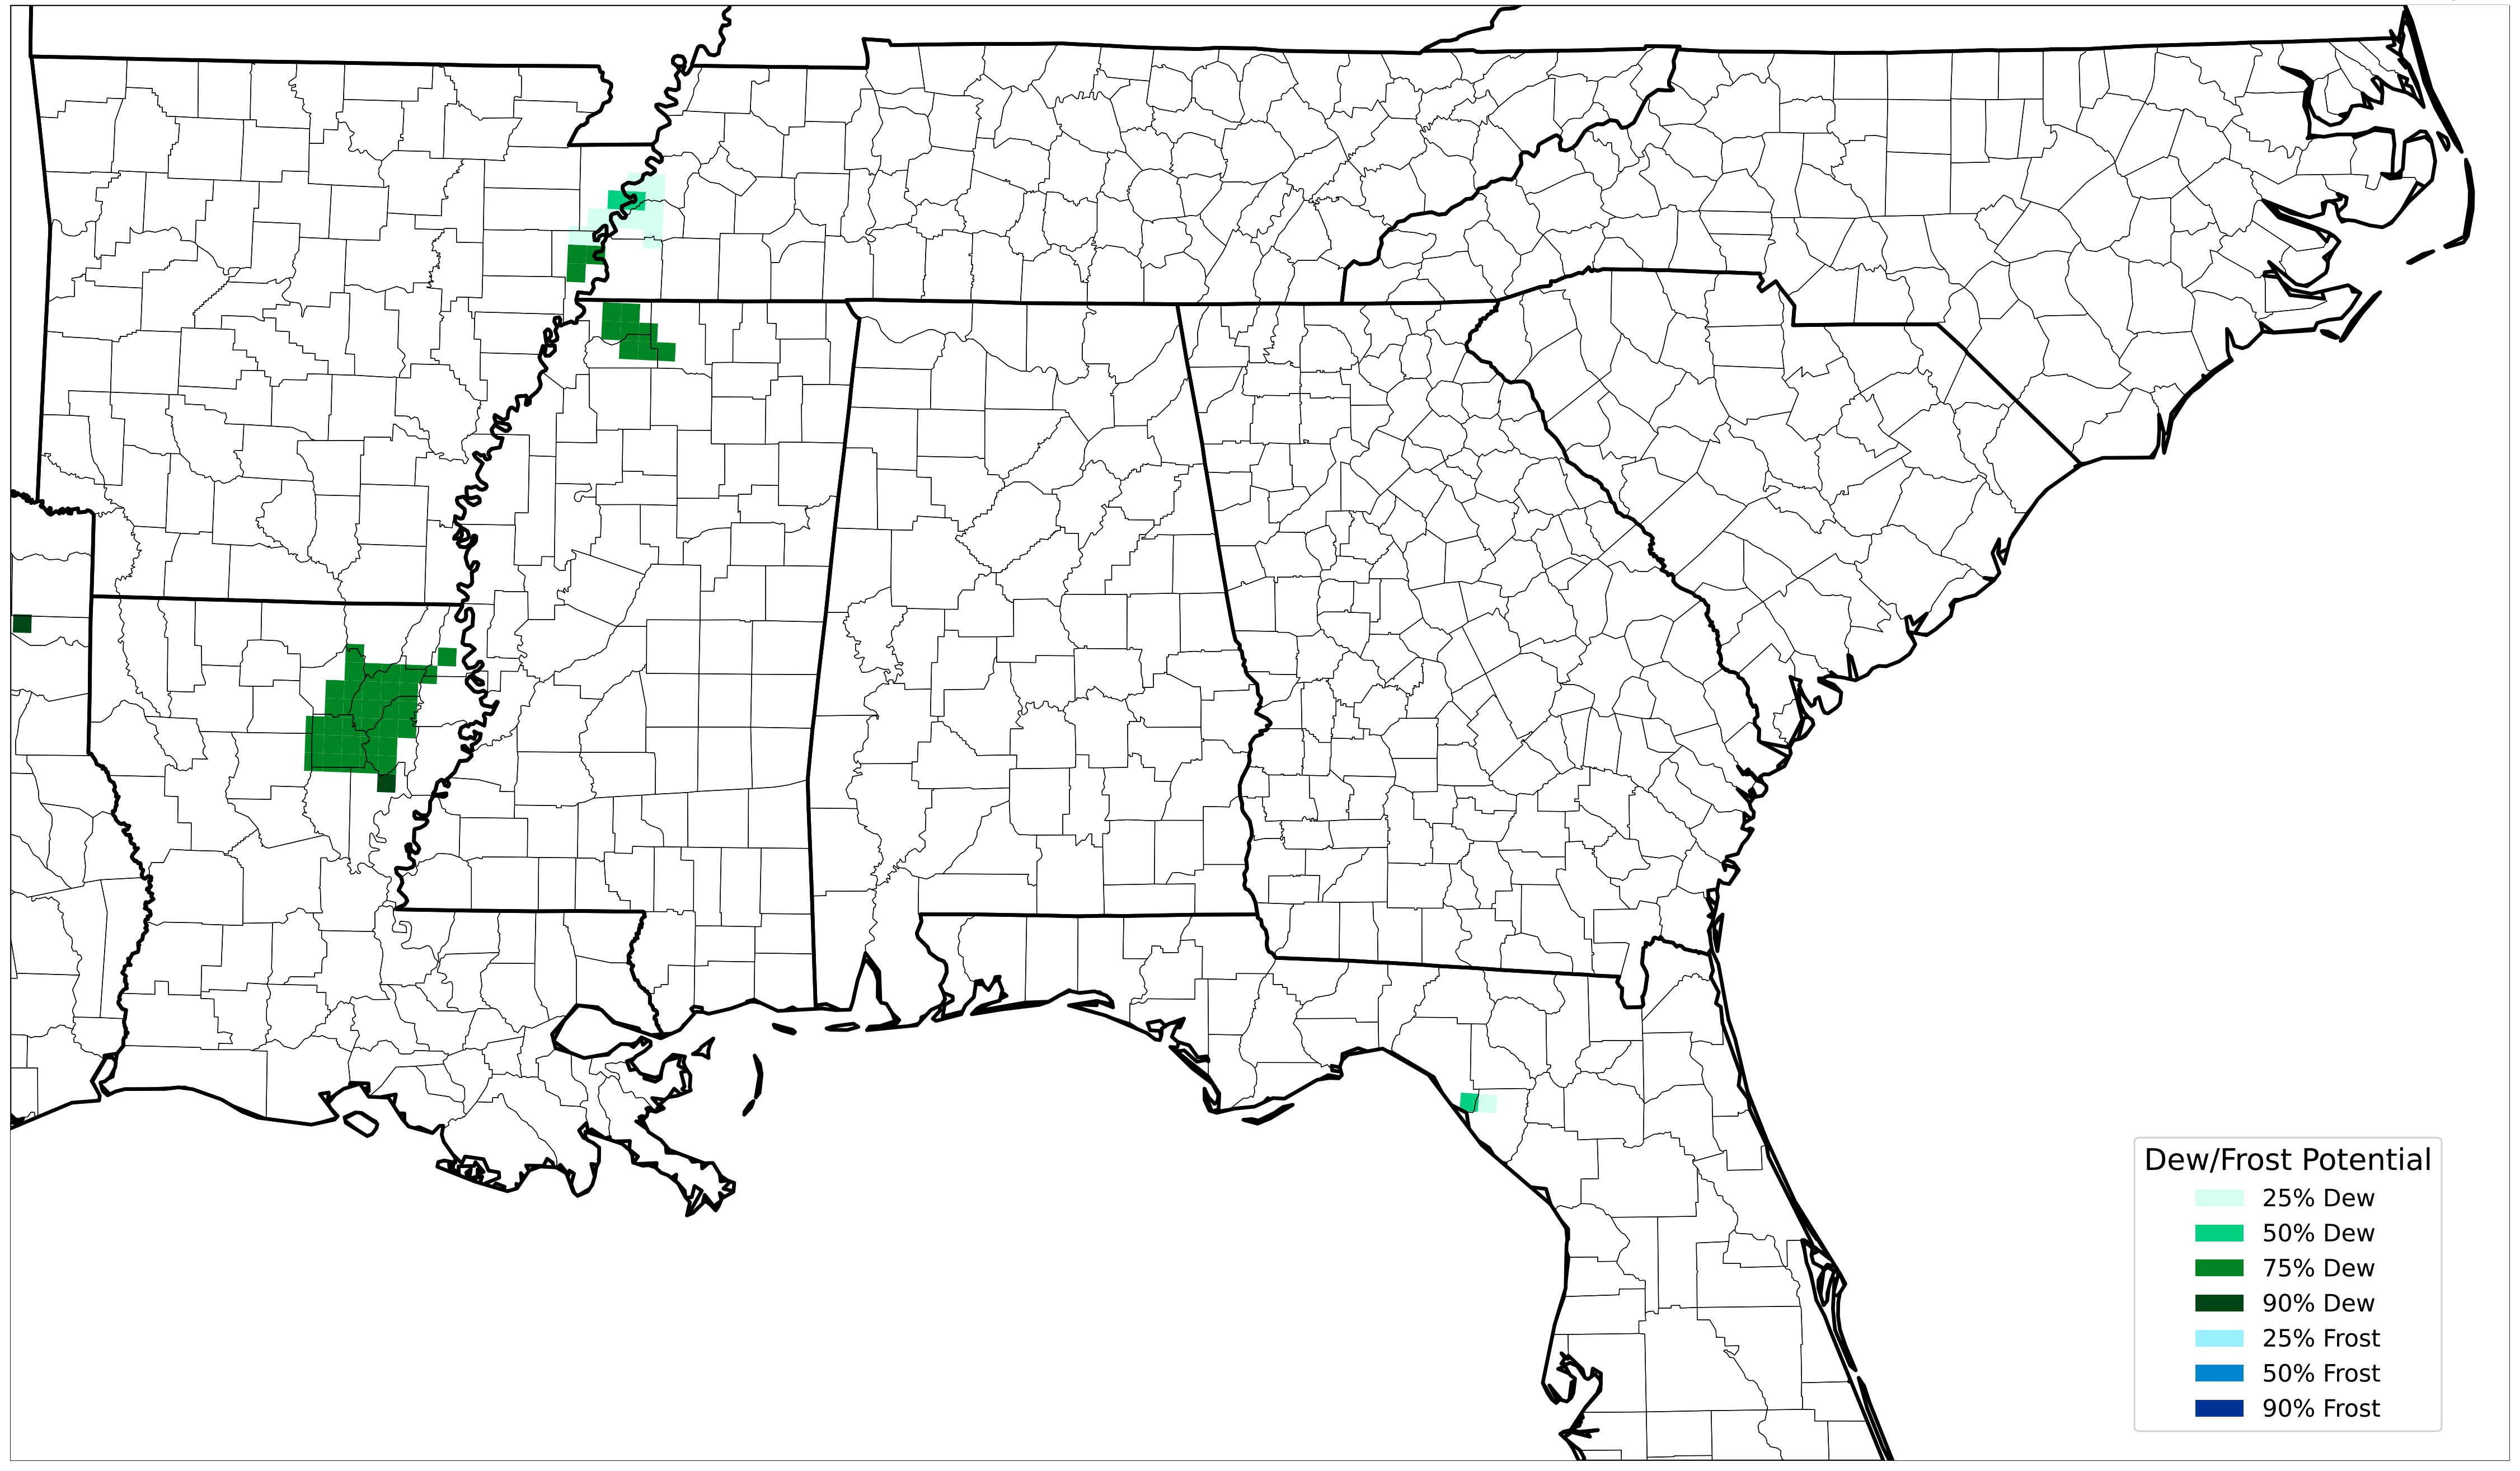 Dew/Frost Potential
25% Dew
50% Dew
75% Dew
90% Dew
25% Frost
50% Frost
90% Frost